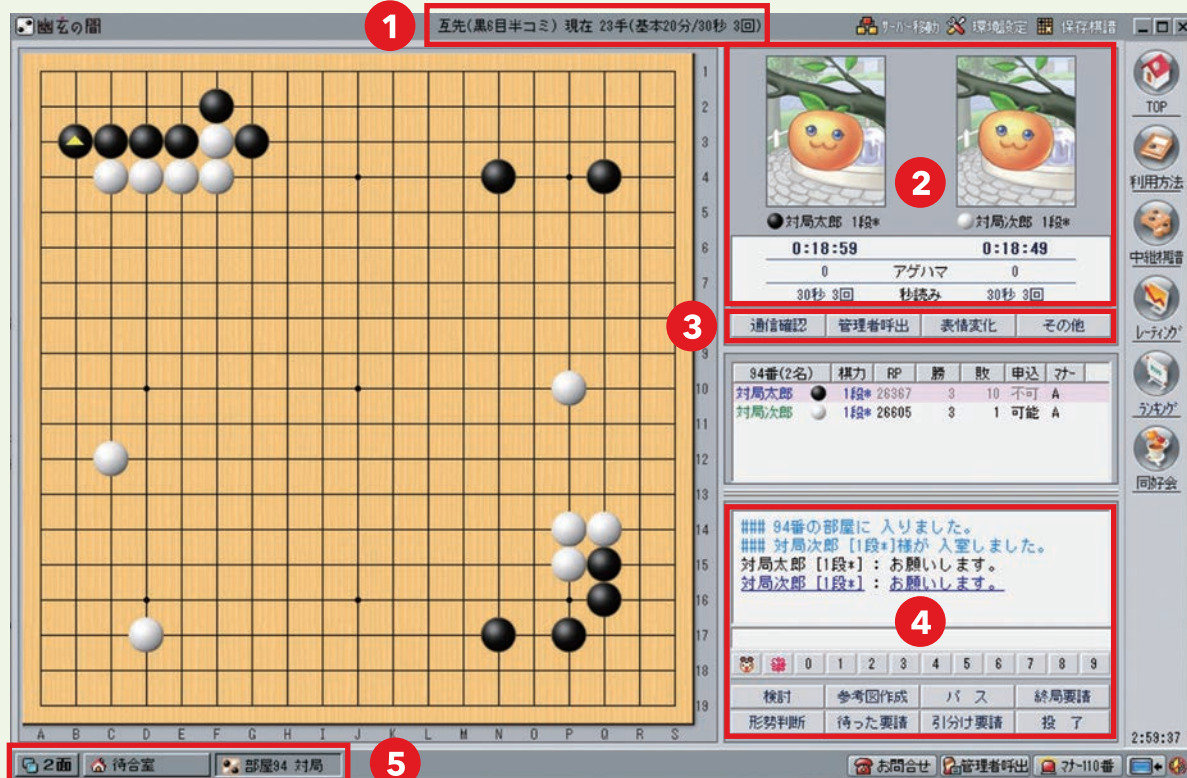 幽玄の間
1
互先(黒6目半コミ) 現在 23手(基本20分/30秒 3回)
サーバー移動 環境設定 保存棋譜
1
2
3
4
5
6
7
9
10
11
12
13
14
15
16
17
18
19
A B C D E F G H I J K L M N O P Q R S
2
●対局太郎 1段* 対局次郎 1段*
0:18:59 0:18:49
0 アゲハマ 0
30秒 3回 秒読み 30秒 3回
3
通信確認 管理者呼出 表情変化 その他
94番(2名) 棋力 RP 勝 敗 申込 マナー
対局太郎 1段* 26367 3 10 不可 A
対局次郎 1段* 26605 3 1 可能 A
### 94番の部屋に 入りました。
### 対局次郎 [1段*]様が 入室しました。
対局太郎 [1段*] : お願いします。
対局次郎 [1段*] : お願いします。
4
0 1 2 3 4 5 6 7 8 9
検討 参考図作成 パ ス 終局要請
形勢判断 待った要請 引分け要請 投 了
TOP
利用方法
中継棋譜
レーティング
ランキング
同好会
2:59:37
2面 待合室 部屋94 対局
5
お問合せ 管理者呼出 マナー110番